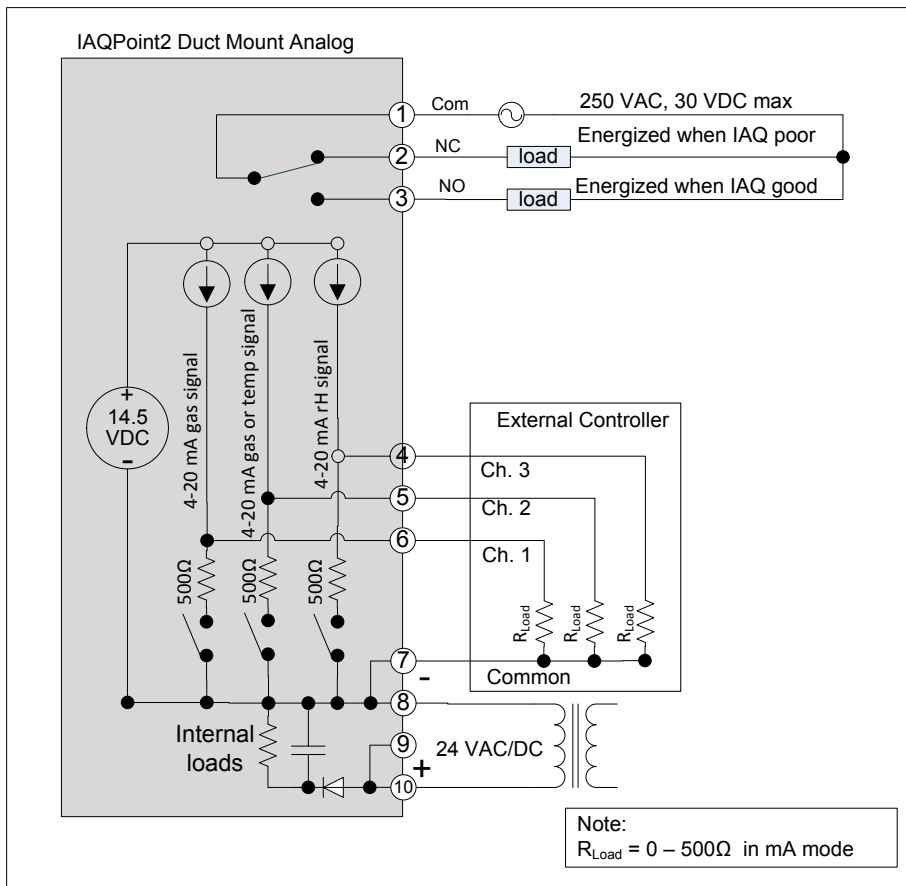 IAQPoint2 Duct Mount Analog
1
Com
250 VAC, 30 VDC max
Energized when IAQ poor
2
NC
load
Energized when IAQ good
3
NO
load
4-20 mA gas signal
4-20 mA gas or temp signal
4-20 mA rH signal
+
14.5
VDC
-
External Controller
4
Ch. 3
5
Ch. 2
6
Ch. 1
500Ω
500Ω
500Ω
RLoad
RLoad
RLoad
7
-
Common
8
Internal
loads
9
+
24 VAC/DC
10
Note:
RLoad = 0 – 500Ω in mA mode